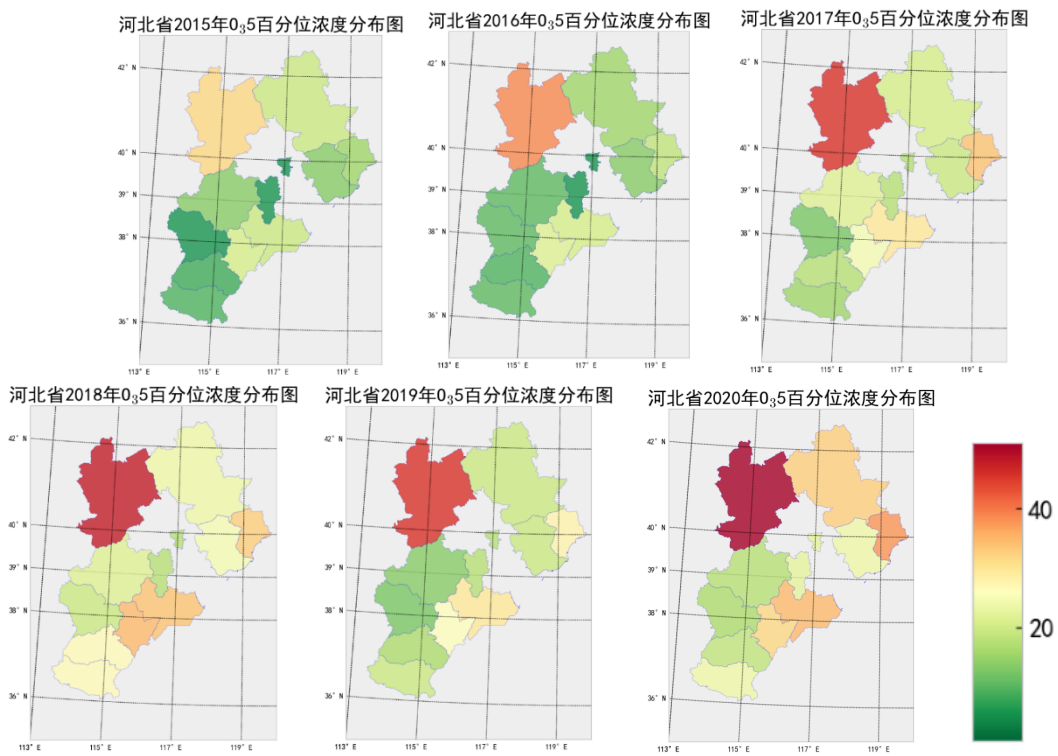 河北省2015年O₃5百分位浓度分布图
42° N
40° N
39° N
38° N
36° N
113° E 115° E 117° E 119° E
河北省2016年O₃5百分位浓度分布图
42° N
40° N
39° N
38° N
36° N
113° E 115° E 117° E 119° E
河北省2017年O₃5百分位浓度分布图
42° N
40° N
39° N
38° N
36° N
113° E 115° E 117° E 119° E
河北省2018年O₃5百分位浓度分布图
42° N
40° N
39° N
38° N
36° N
113° E 115° E 117° E 119° E
河北省2019年O₃5百分位浓度分布图
42° N
40° N
39° N
38° N
36° N
113° E 115° E 117° E 119° E
河北省2020年O₃5百分位浓度分布图
42° N
40° N
39° N
38° N
36° N
113° E 115° E 117° E 119° E
40
20